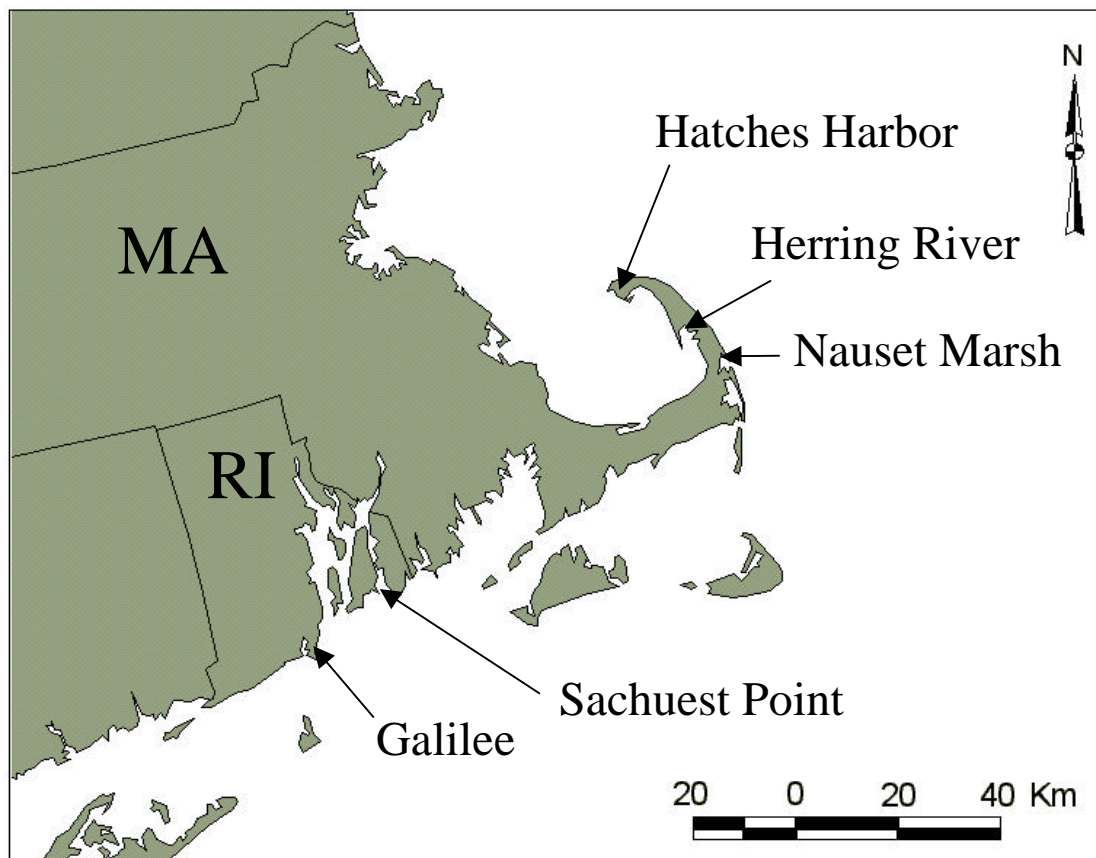 N
Hatches Harbor
MA
Herring River
Nauset Marsh
RI
Sachuest Point
Galilee
20 0 20 40 Km